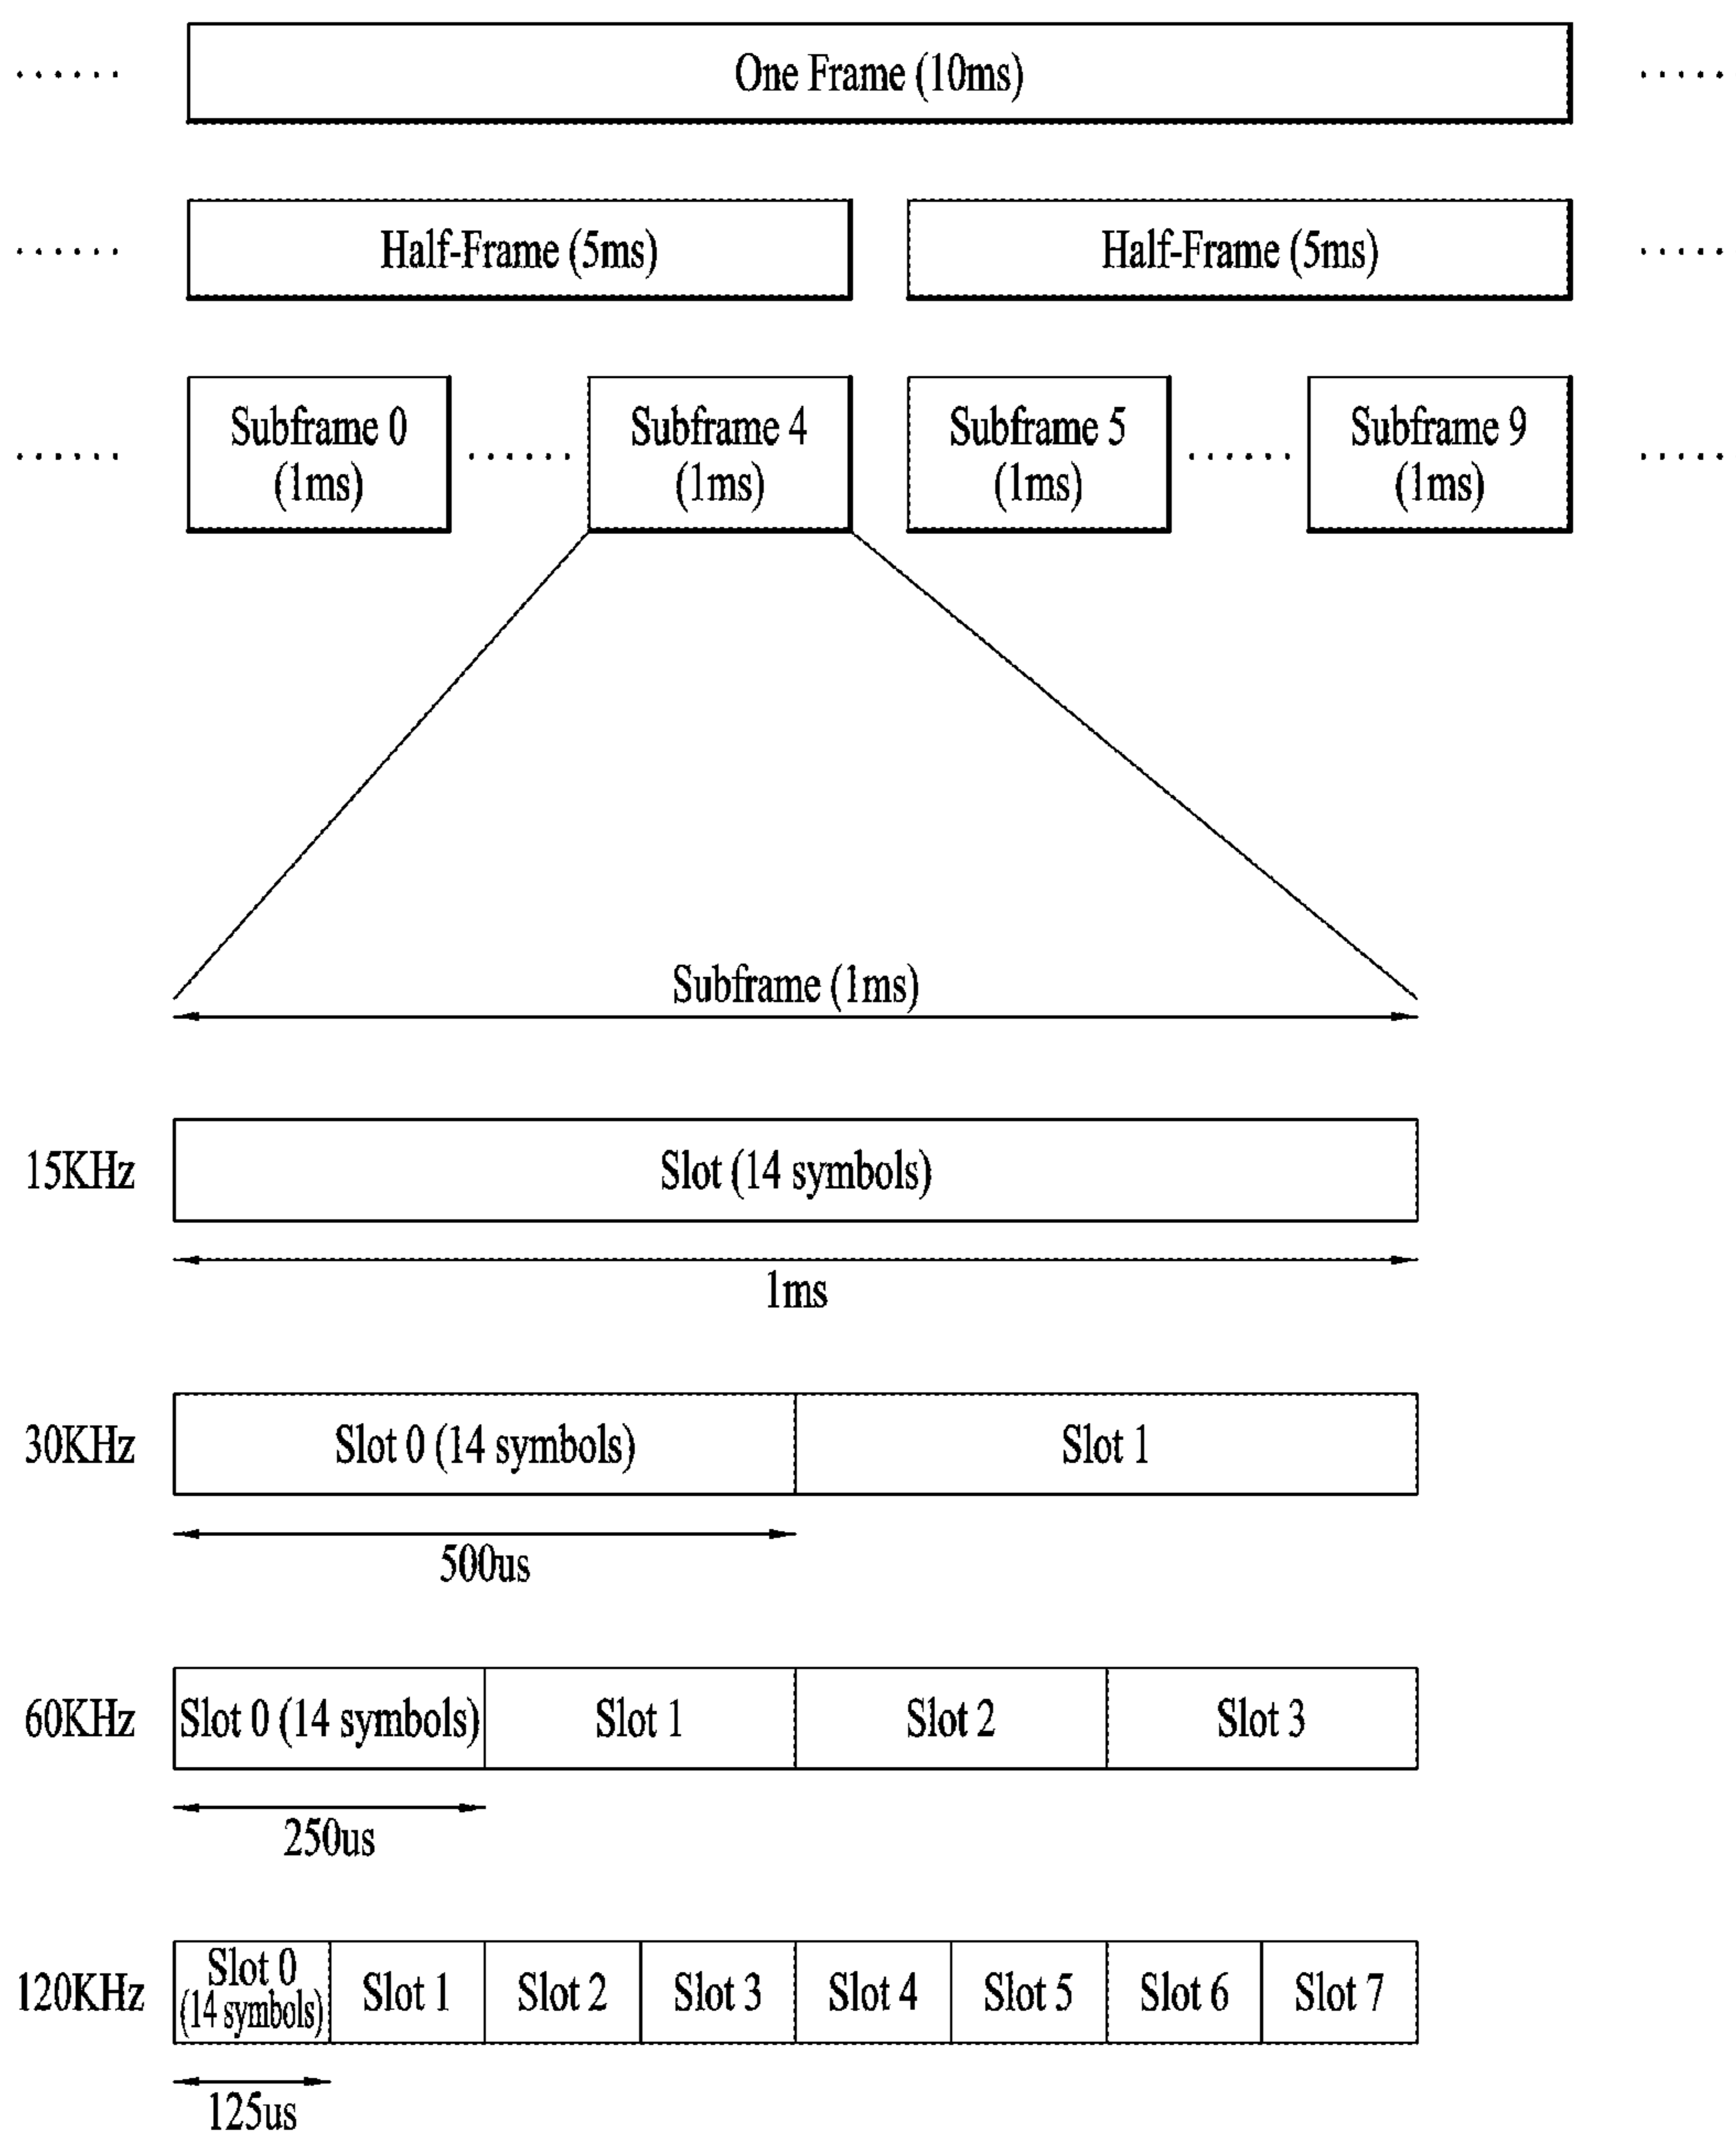 ...... One Frame (10ms) .....
...... Half-Frame (5ms) Half-Frame (5ms) .....
Subframe 0 Subframe 4 Subframe 5 Subframe 9
...... (1ms) ...... (1ms) (1ms) ...... (1ms) .....
Subframe (1ms)
15KHz Slot (14 symbols)
1ms
30KHz Slot 0 (14 symbols) Slot 1
500us
60KHz Slot 0 (14 symbols) Slot 1 Slot 2 Slot 3
250us
120KHz Slot 0 (14 symbols) Slot 1 Slot 2 Slot 3 Slot 4 Slot 5 Slot 6 Slot 7
125us